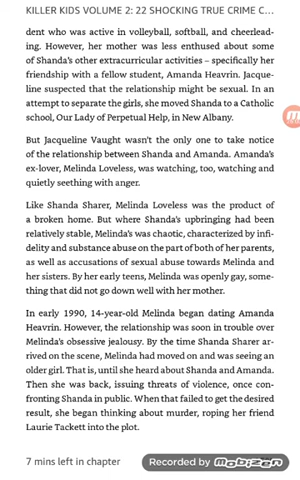 KILLER KIDS VOLUME 2: 22 SHOCKING TRUE CRIME C...
dent who was active in volleyball, softball, and cheerlead-
ing. However, her mother was less enthused about some
of Shanda's other extracurricular activities – specifically her
friendship with a fellow student, Amanda Heavrin. Jacque-
line suspected that the relationship might be sexual. In an
attempt to separate the girls, she moved Shanda to a Catholic
school, Our Lady of Perpetual Help, in New Albany.
But Jacqueline Vaught wasn't the only one to take notice
of the relationship between Shanda and Amanda. Amanda's
ex-lover, Melinda Loveless, was watching, too, watching and
quietly seething with anger.
Like Shanda Sharer, Melinda Loveless was the product of
a broken home. But where Shanda's upbringing had been
relatively stable, Melinda's was chaotic, characterized by infi-
delity and substance abuse on the part of both of her parents,
as well as accusations of sexual abuse towards Melinda and
her sisters. By her early teens, Melinda was openly gay, some-
thing that did not go down well with her mother.
In early 1990, 14-year-old Melinda began dating Amanda
Heavrin. However, the relationship was soon in trouble over
Melinda's obsessive jealousy. By the time Shanda Sharer ar-
rived on the scene, Melinda had moved on and was seeing an
older girl. That is, until she heard about Shanda and Amanda.
Then she was back, issuing threats of violence, once con-
fronting Shanda in public. When that failed to get the desired
result, she began thinking about murder, roping her friend
Laurie Tackett into the plot.
7 mins left in chapter
Recorded by mobizen